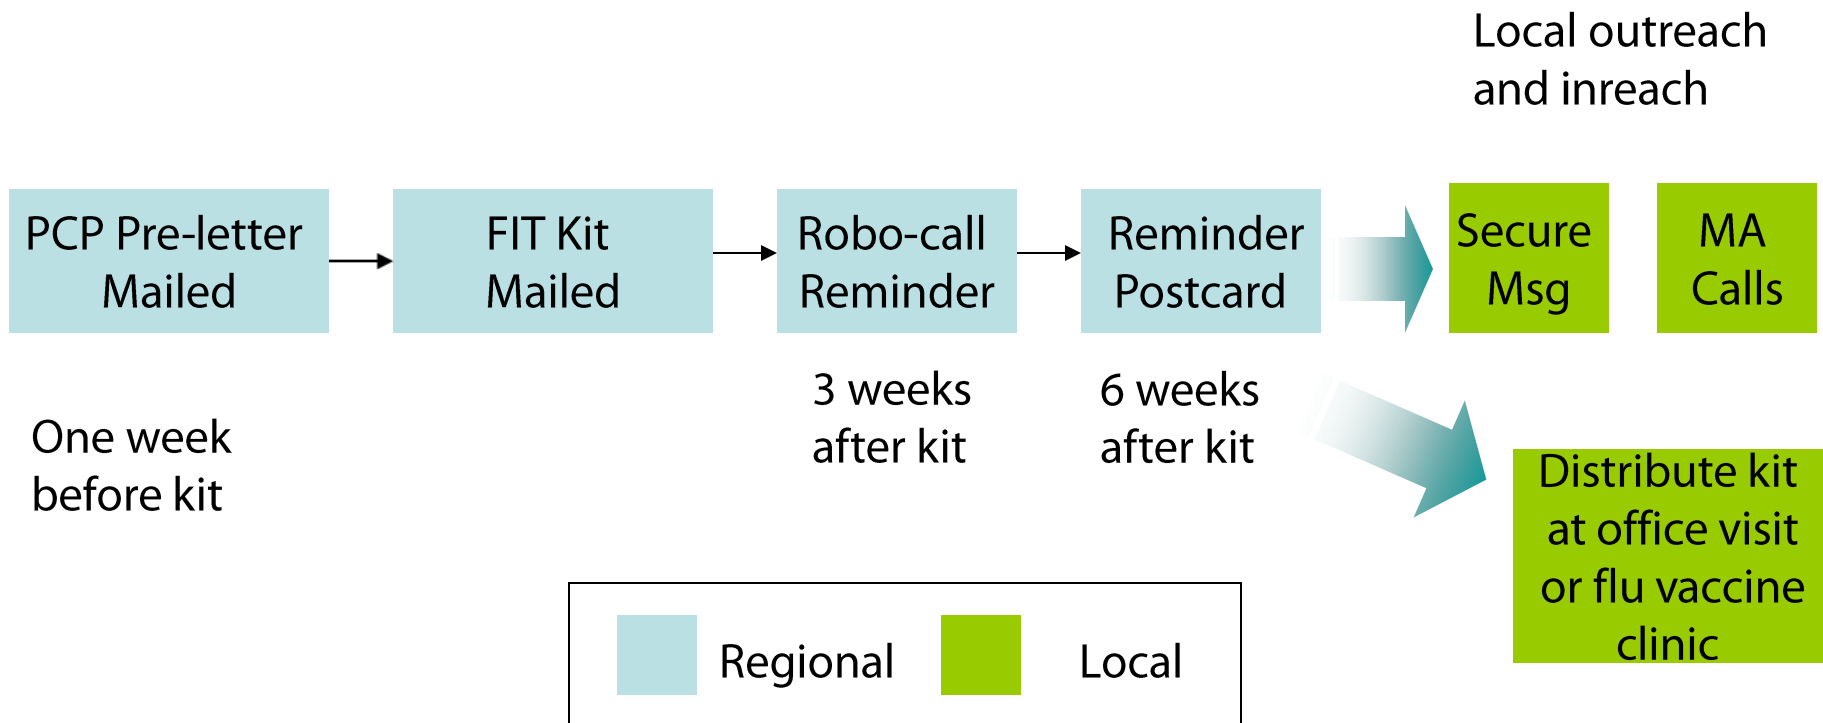 Local outreach
and inreach
PCP Pre-letter
Mailed
FIT Kit
Mailed
Robo-call
Reminder
Reminder
Postcard
Secure
Msg
MA
Calls
One week
before kit
3 weeks
after kit
6 weeks
after kit
Distribute kit
at office visit
or flu vaccine
clinic
Regional
Local